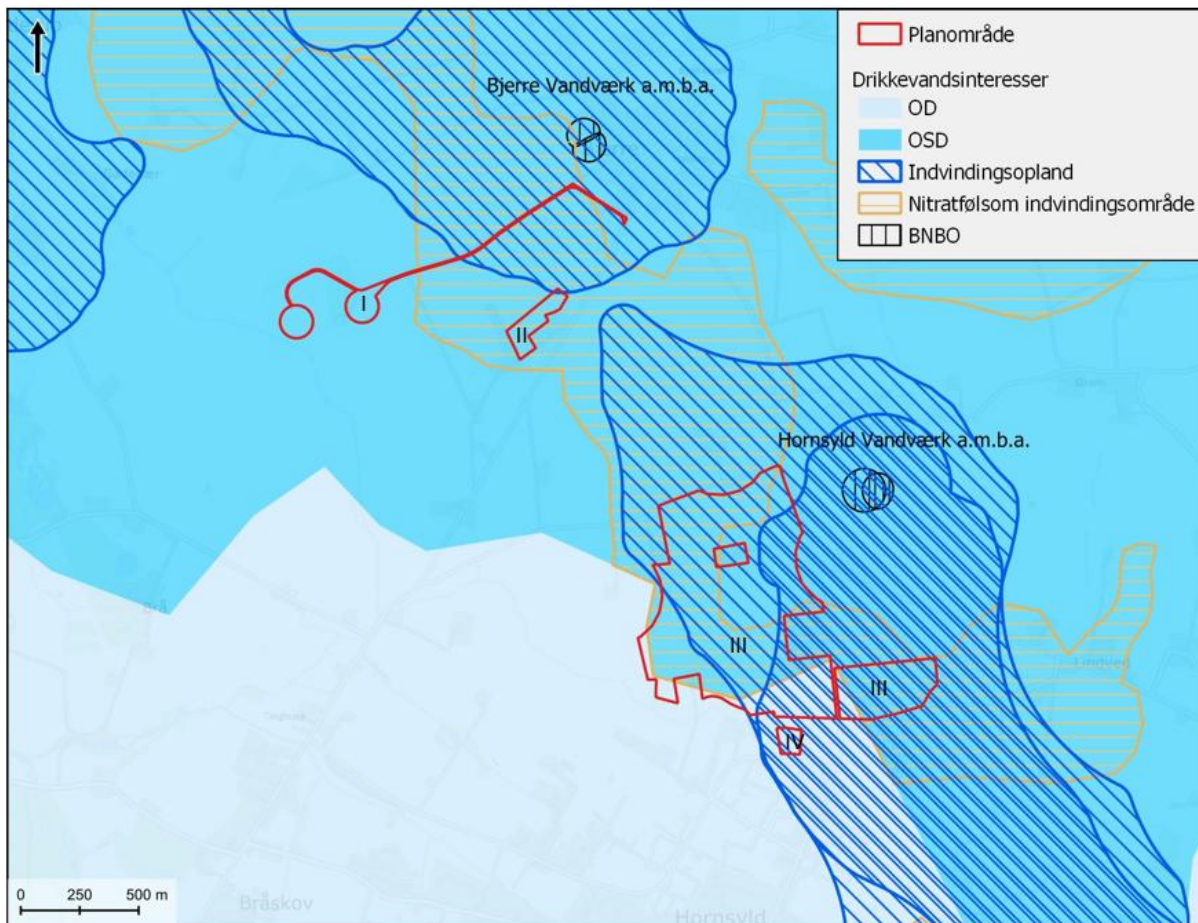 Planområde
Drikkevandsinteresser
OD
OSD
Indvindingsopland
Nitratfølsom indvindingsområde
BNBO
Bjerre Vandværk a.m.b.a.
I
II
Hornsyld Vandværk a.m.b.a.
III
III
IV
Brå
Bråskov
Hornsyld
0 250 500 m